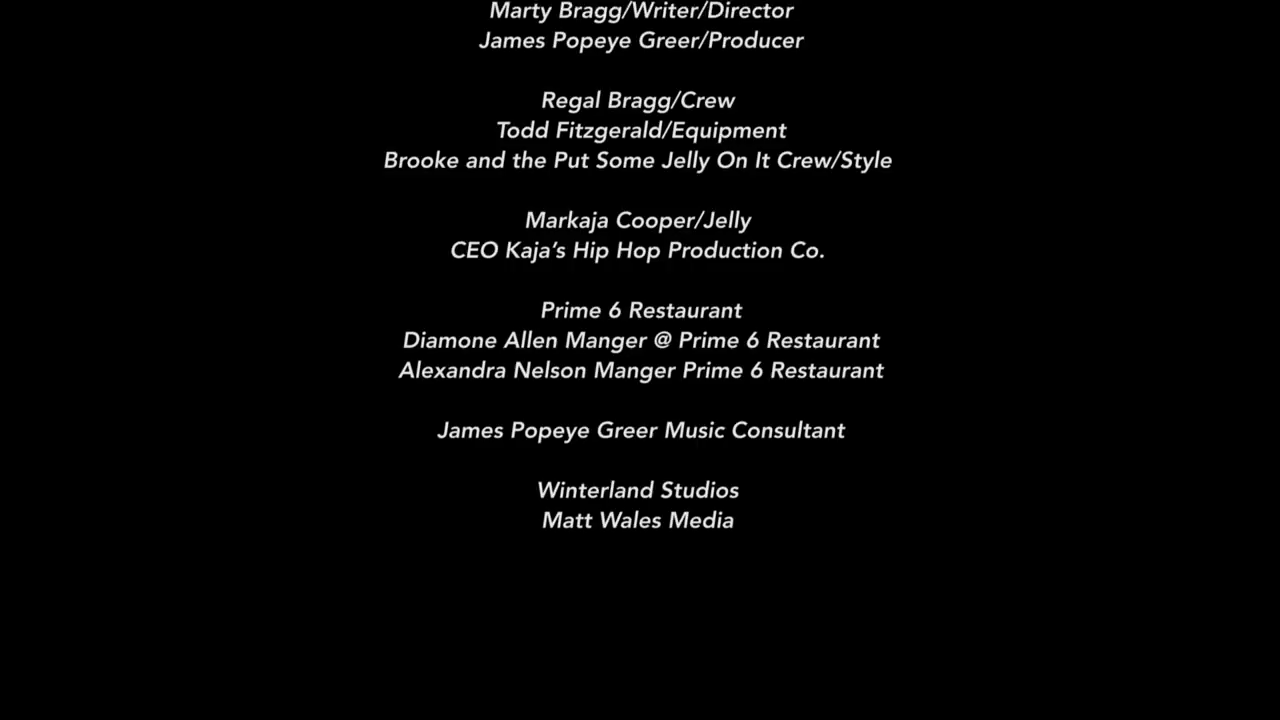 Marty Bragg/Writer/Director
James Popeye Greer/Producer
Regal Bragg/Crew
Todd Fitzgerald/Equipment
Brooke and the Put Some Jelly On It Crew/Style
Markaja Cooper/Jelly
CEO Kaja’s Hip Hop Production Co.
Prime 6 Restaurant
Diamone Allen Manger @ Prime 6 Restaurant
Alexandra Nelson Manger Prime 6 Restaurant
James Popeye Greer Music Consultant
Winterland Studios
Matt Wales Media